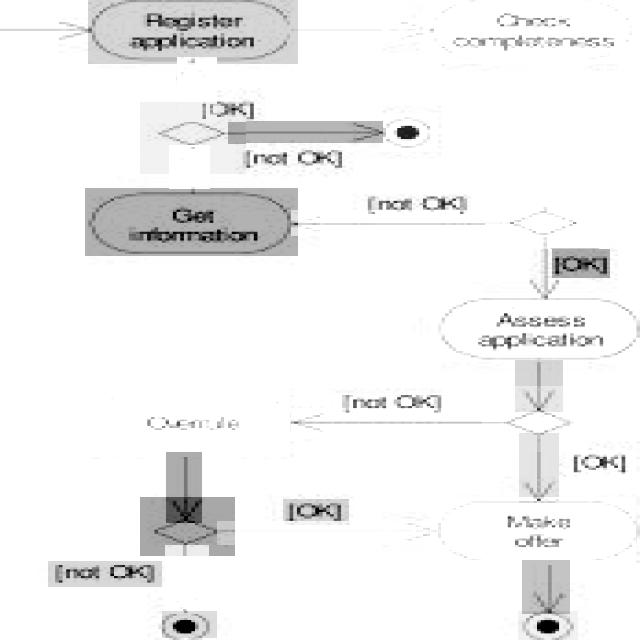 Register
application
Check
completeness
[OK]
[not OK]
Get
information
[not OK]
[OK]
Assess
application
[not OK]
Overrule
[OK]
[OK]
Make
offer
[not OK]